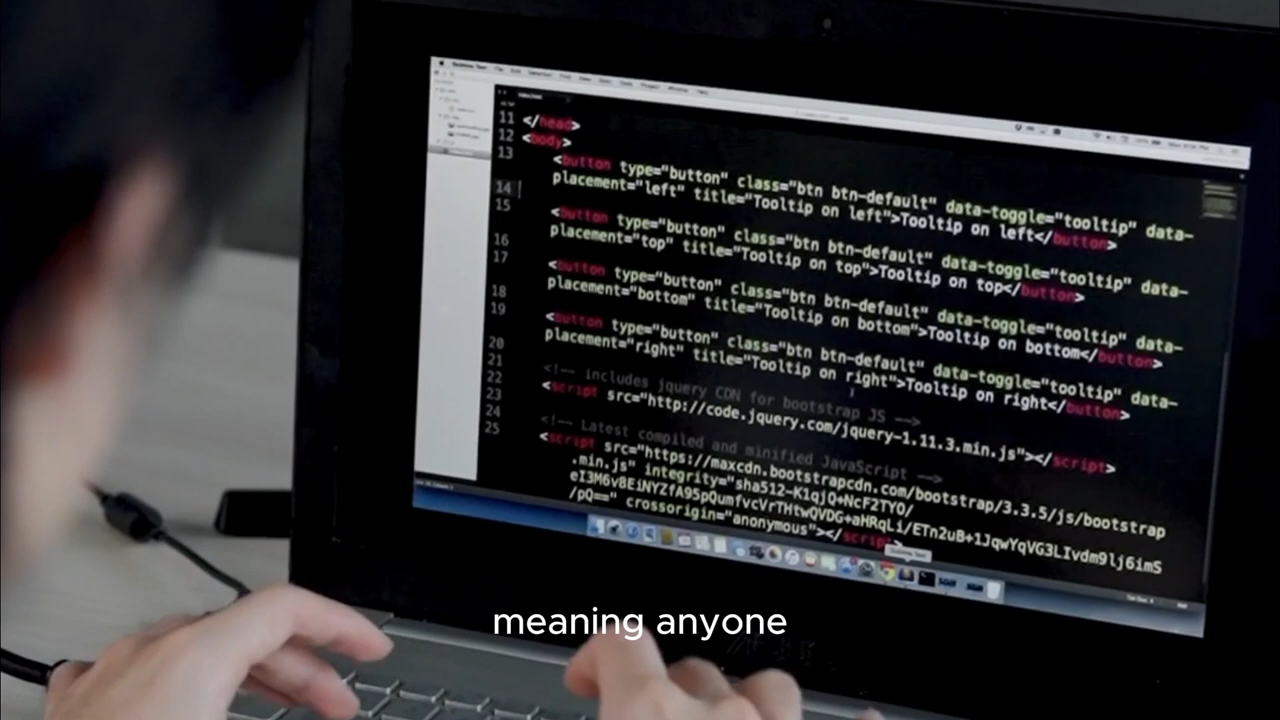 11
</head>
12
<body>
13
<button type="button" class="btn btn-default" data-toggle="tooltip" data-
placement="left" title="Tooltip on left">Tooltip on left</button>
14
15
<button type="button" class="btn btn-default" data-toggle="tooltip" data-
placement="top" title="Tooltip on top">Tooltip on top</button>
16
17
<button type="button" class="btn btn-default" data-toggle="tooltip" data-
placement="bottom" title="Tooltip on bottom">Tooltip on bottom</button>
18
19
<button type="button" class="btn btn-default" data-toggle="tooltip" data-
placement="right" title="Tooltip on right">Tooltip on right</button>
20
21
<!-- includes jquery CDN for bootstrap JS -->
22
<script src="http://code.jquery.com/jquery-1.11.3.min.js"></script>
23
24
<!-- Latest compiled and minified JavaScript -->
25
<script src="https://maxcdn.bootstrapcdn.com/bootstrap/3.3.5/js/bootstrap
.min.js" integrity="sha512-K1qjQ+NcF2TYO/
eI3M6v8EiNYZfA95pQumfvcVrTHtwQVDG+aHRqLi/ETn2uB+1JqwYqVG3LIvdm9lj6imS
/pQ==" crossorigin="anonymous"></script>
meaning anyone